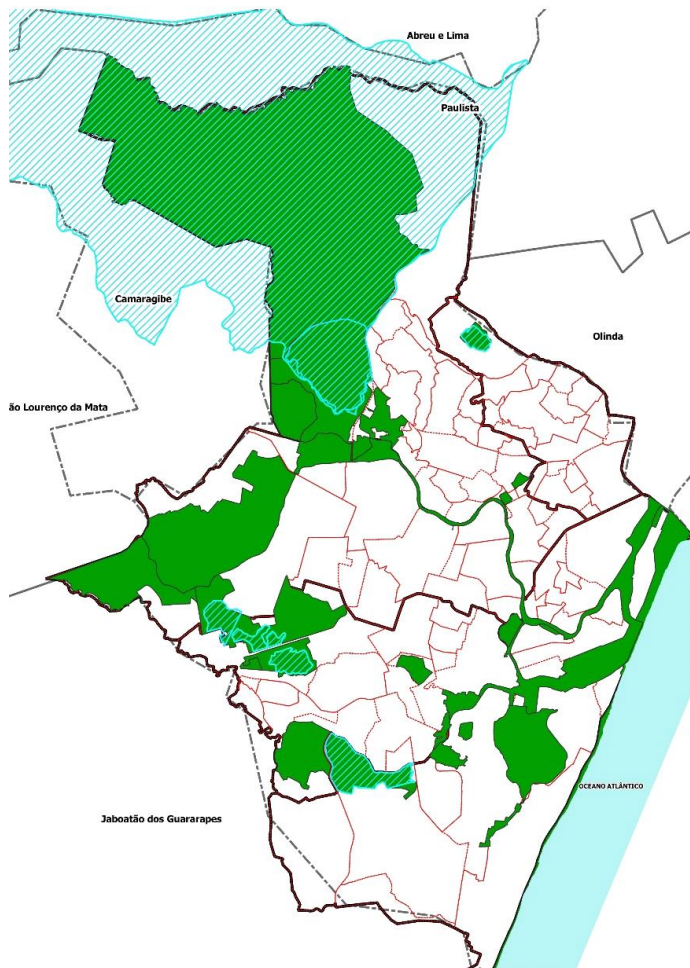 Abreu e Lima
Paulista
Camaragibe
Olinda
ão Lourenço da Mata
OCEANO ATLÂNTICO
Jaboatão dos Guararapes